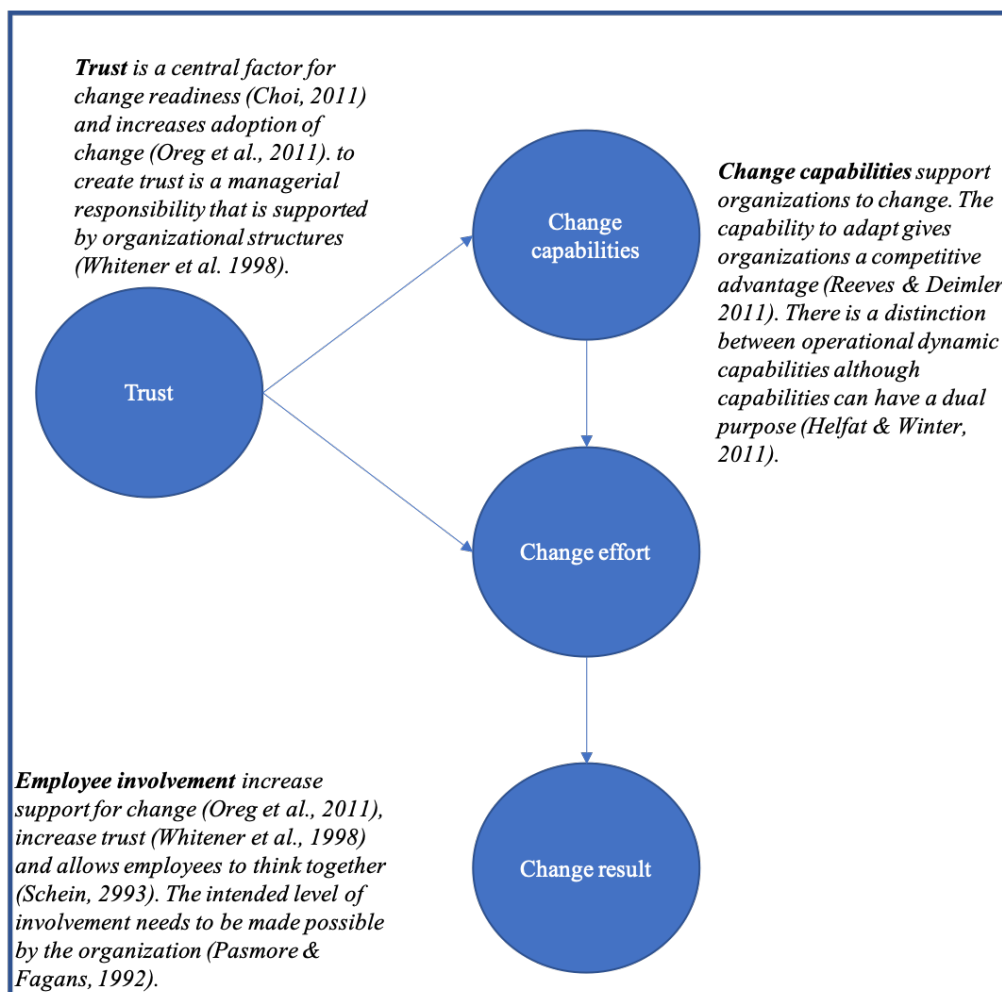 Trust is a central factor for
change readiness (Choi, 2011)
and increases adoption of
change (Oreg et al., 2011). to
create trust is a managerial
responsibility that is supported
by organizational structures
(Whitener et al. 1998).
Change
capabilities
Change capabilities support
organizations to change. The
capability to adapt gives
organizations a competitive
advantage (Reeves & Deimler
2011). There is a distinction
between operational dynamic
capabilities although
capabilities can have a dual
purpose (Helfat & Winter,
2011).
Trust
Change effort
Employee involvement increase
support for change (Oreg et al., 2011),
increase trust (Whitener et al., 1998)
and allows employees to think together
(Schein, 2993). The intended level of
involvement needs to be made possible
by the organization (Pasmore &
Fagans, 1992).
Change result